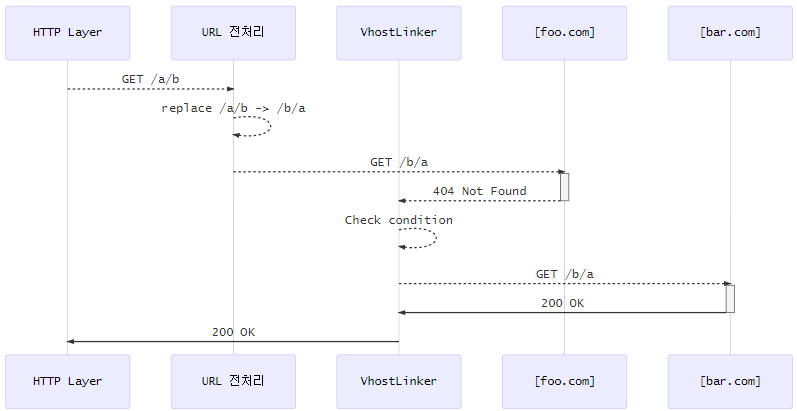 HTTP Layer
URL 전처리
VhostLinker
[foo.com]
[bar.com]
GET /a/b
replace /a/b -> /b/a
GET /b/a
404 Not Found
Check condition
GET /b/a
200 OK
200 OK
HTTP Layer
URL 전처리
VhostLinker
[foo.com]
[bar.com]